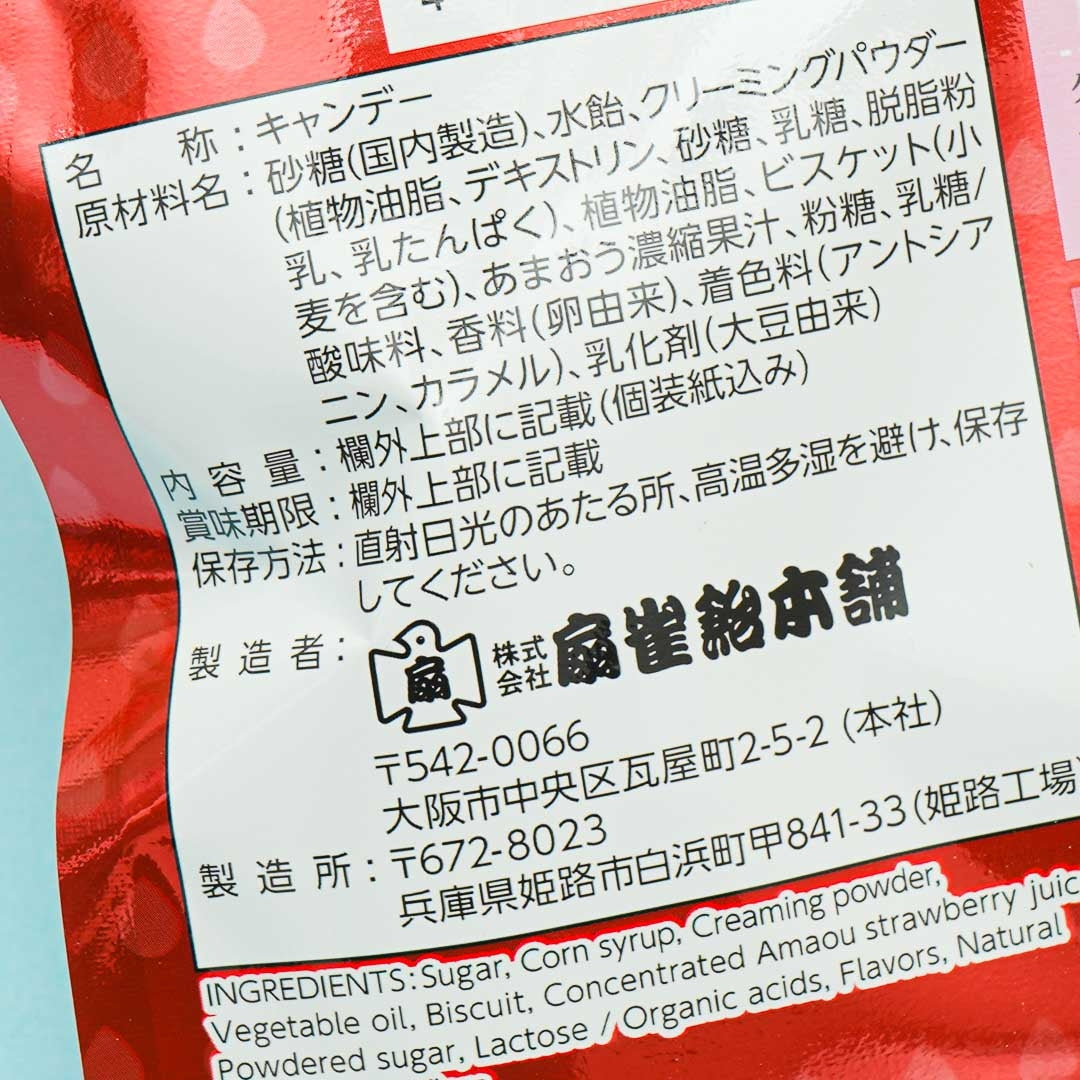 名称：キャンデー
原材料名：砂糖(国内製造)、水飴、クリーミングパウダー
(植物油脂、デキストリン、砂糖、乳糖、脱脂粉
乳、乳たんぱく)、植物油脂、ビスケット(小
麦を含む)、あまおう濃縮果汁、粉糖、乳糖/
酸味料、香料(卵由来)、着色料(アントシア
ニン、カラメル)、乳化剤(大豆由来)
内容量：欄外上部に記載(個装紙込み)
賞味期限：欄外上部に記載
保存方法：直射日光のあたる所、高温多湿を避け、保存
してください。
製造者：扇 株式会社 扇雀飴本舗
〒542-0066
大阪市中央区瓦屋町2-5-2 (本社)
製造所：〒672-8023
兵庫県姫路市白浜町甲841-33(姫路工場)
INGREDIENTS: Sugar, Corn syrup, Creaming powder,
Vegetable oil, Biscuit, Concentrated Amaou strawberry juic
Powdered sugar, Lactose / Organic acids, Flavors, Natural